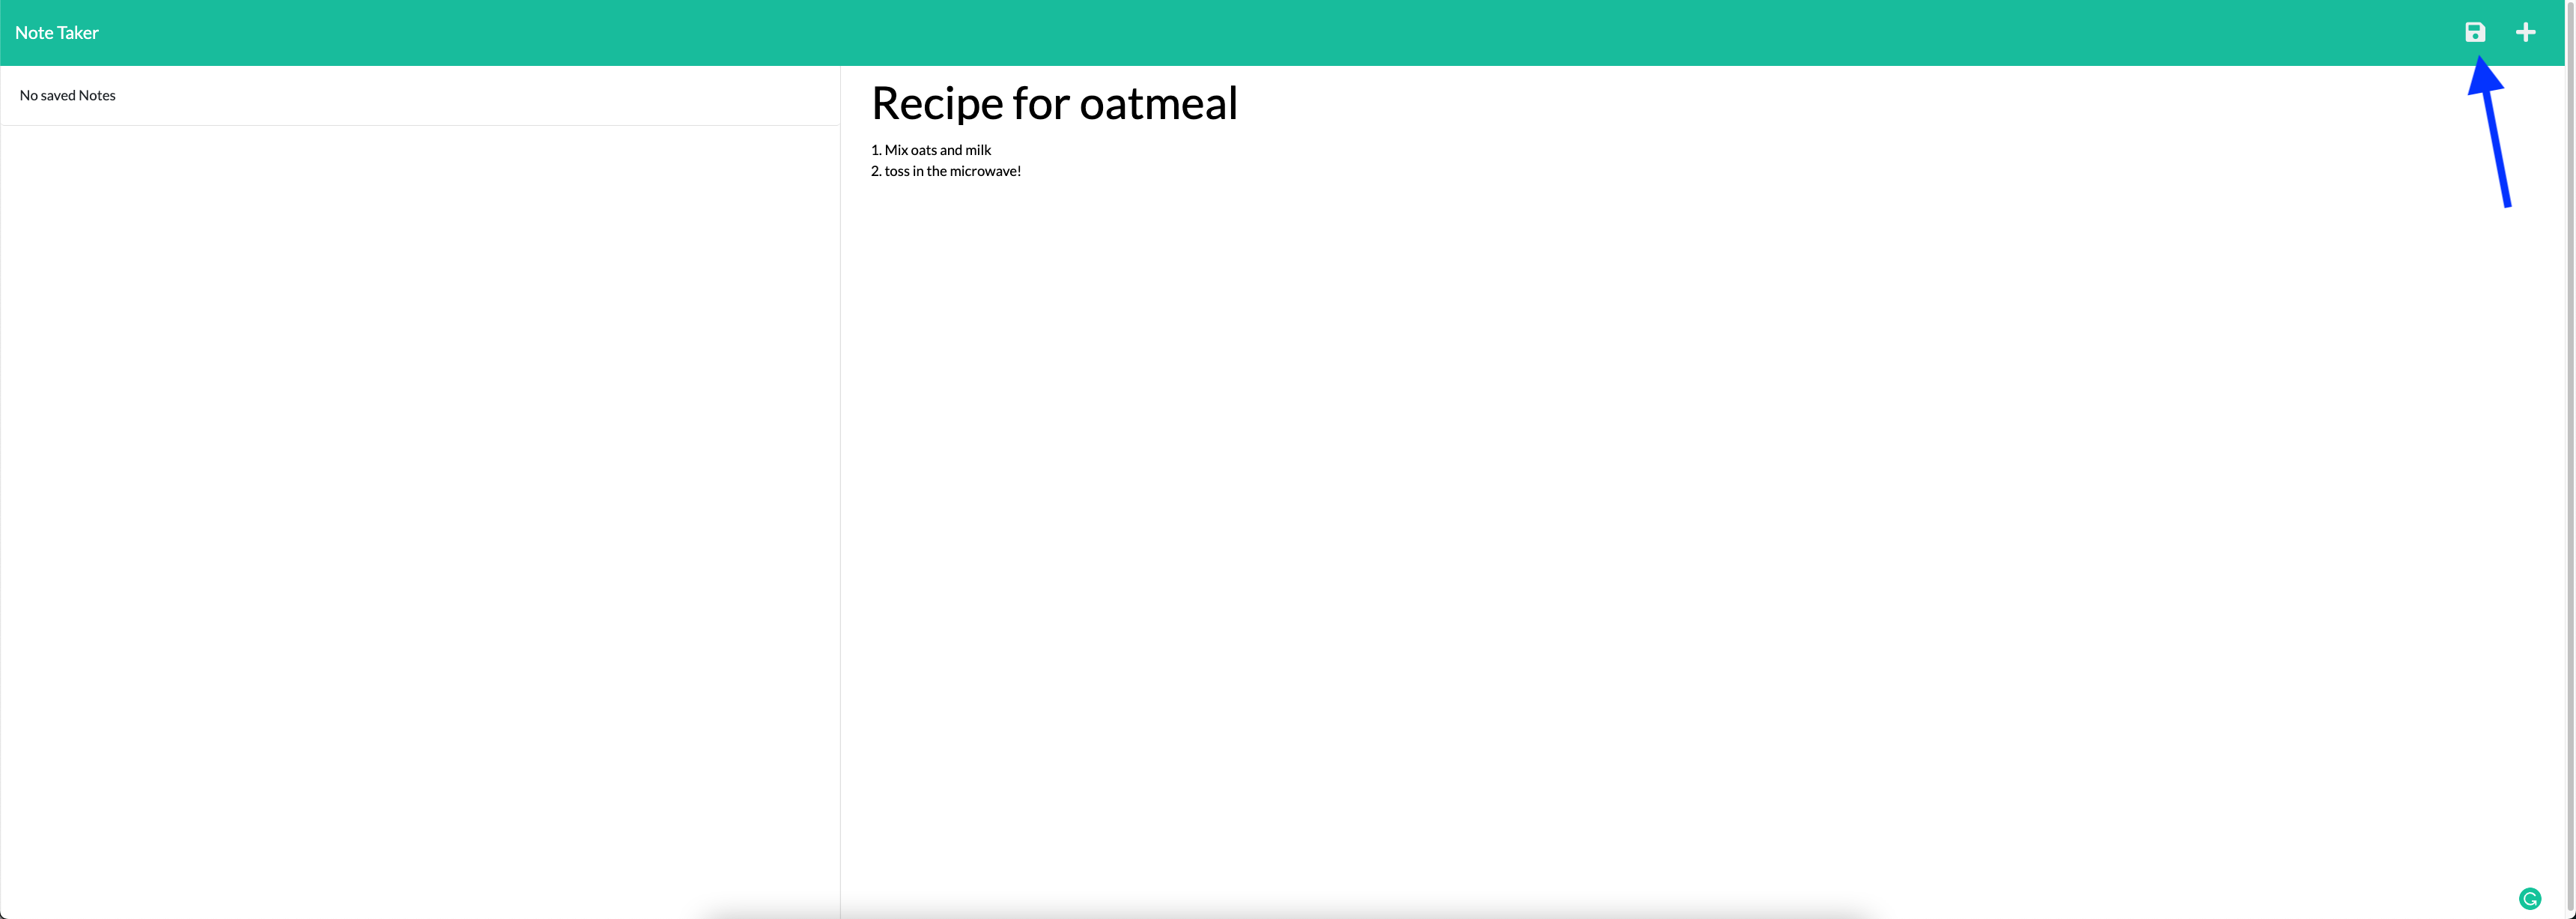 Note Taker
No saved Notes
Recipe for oatmeal
1. Mix oats and milk
2. toss in the microwave!